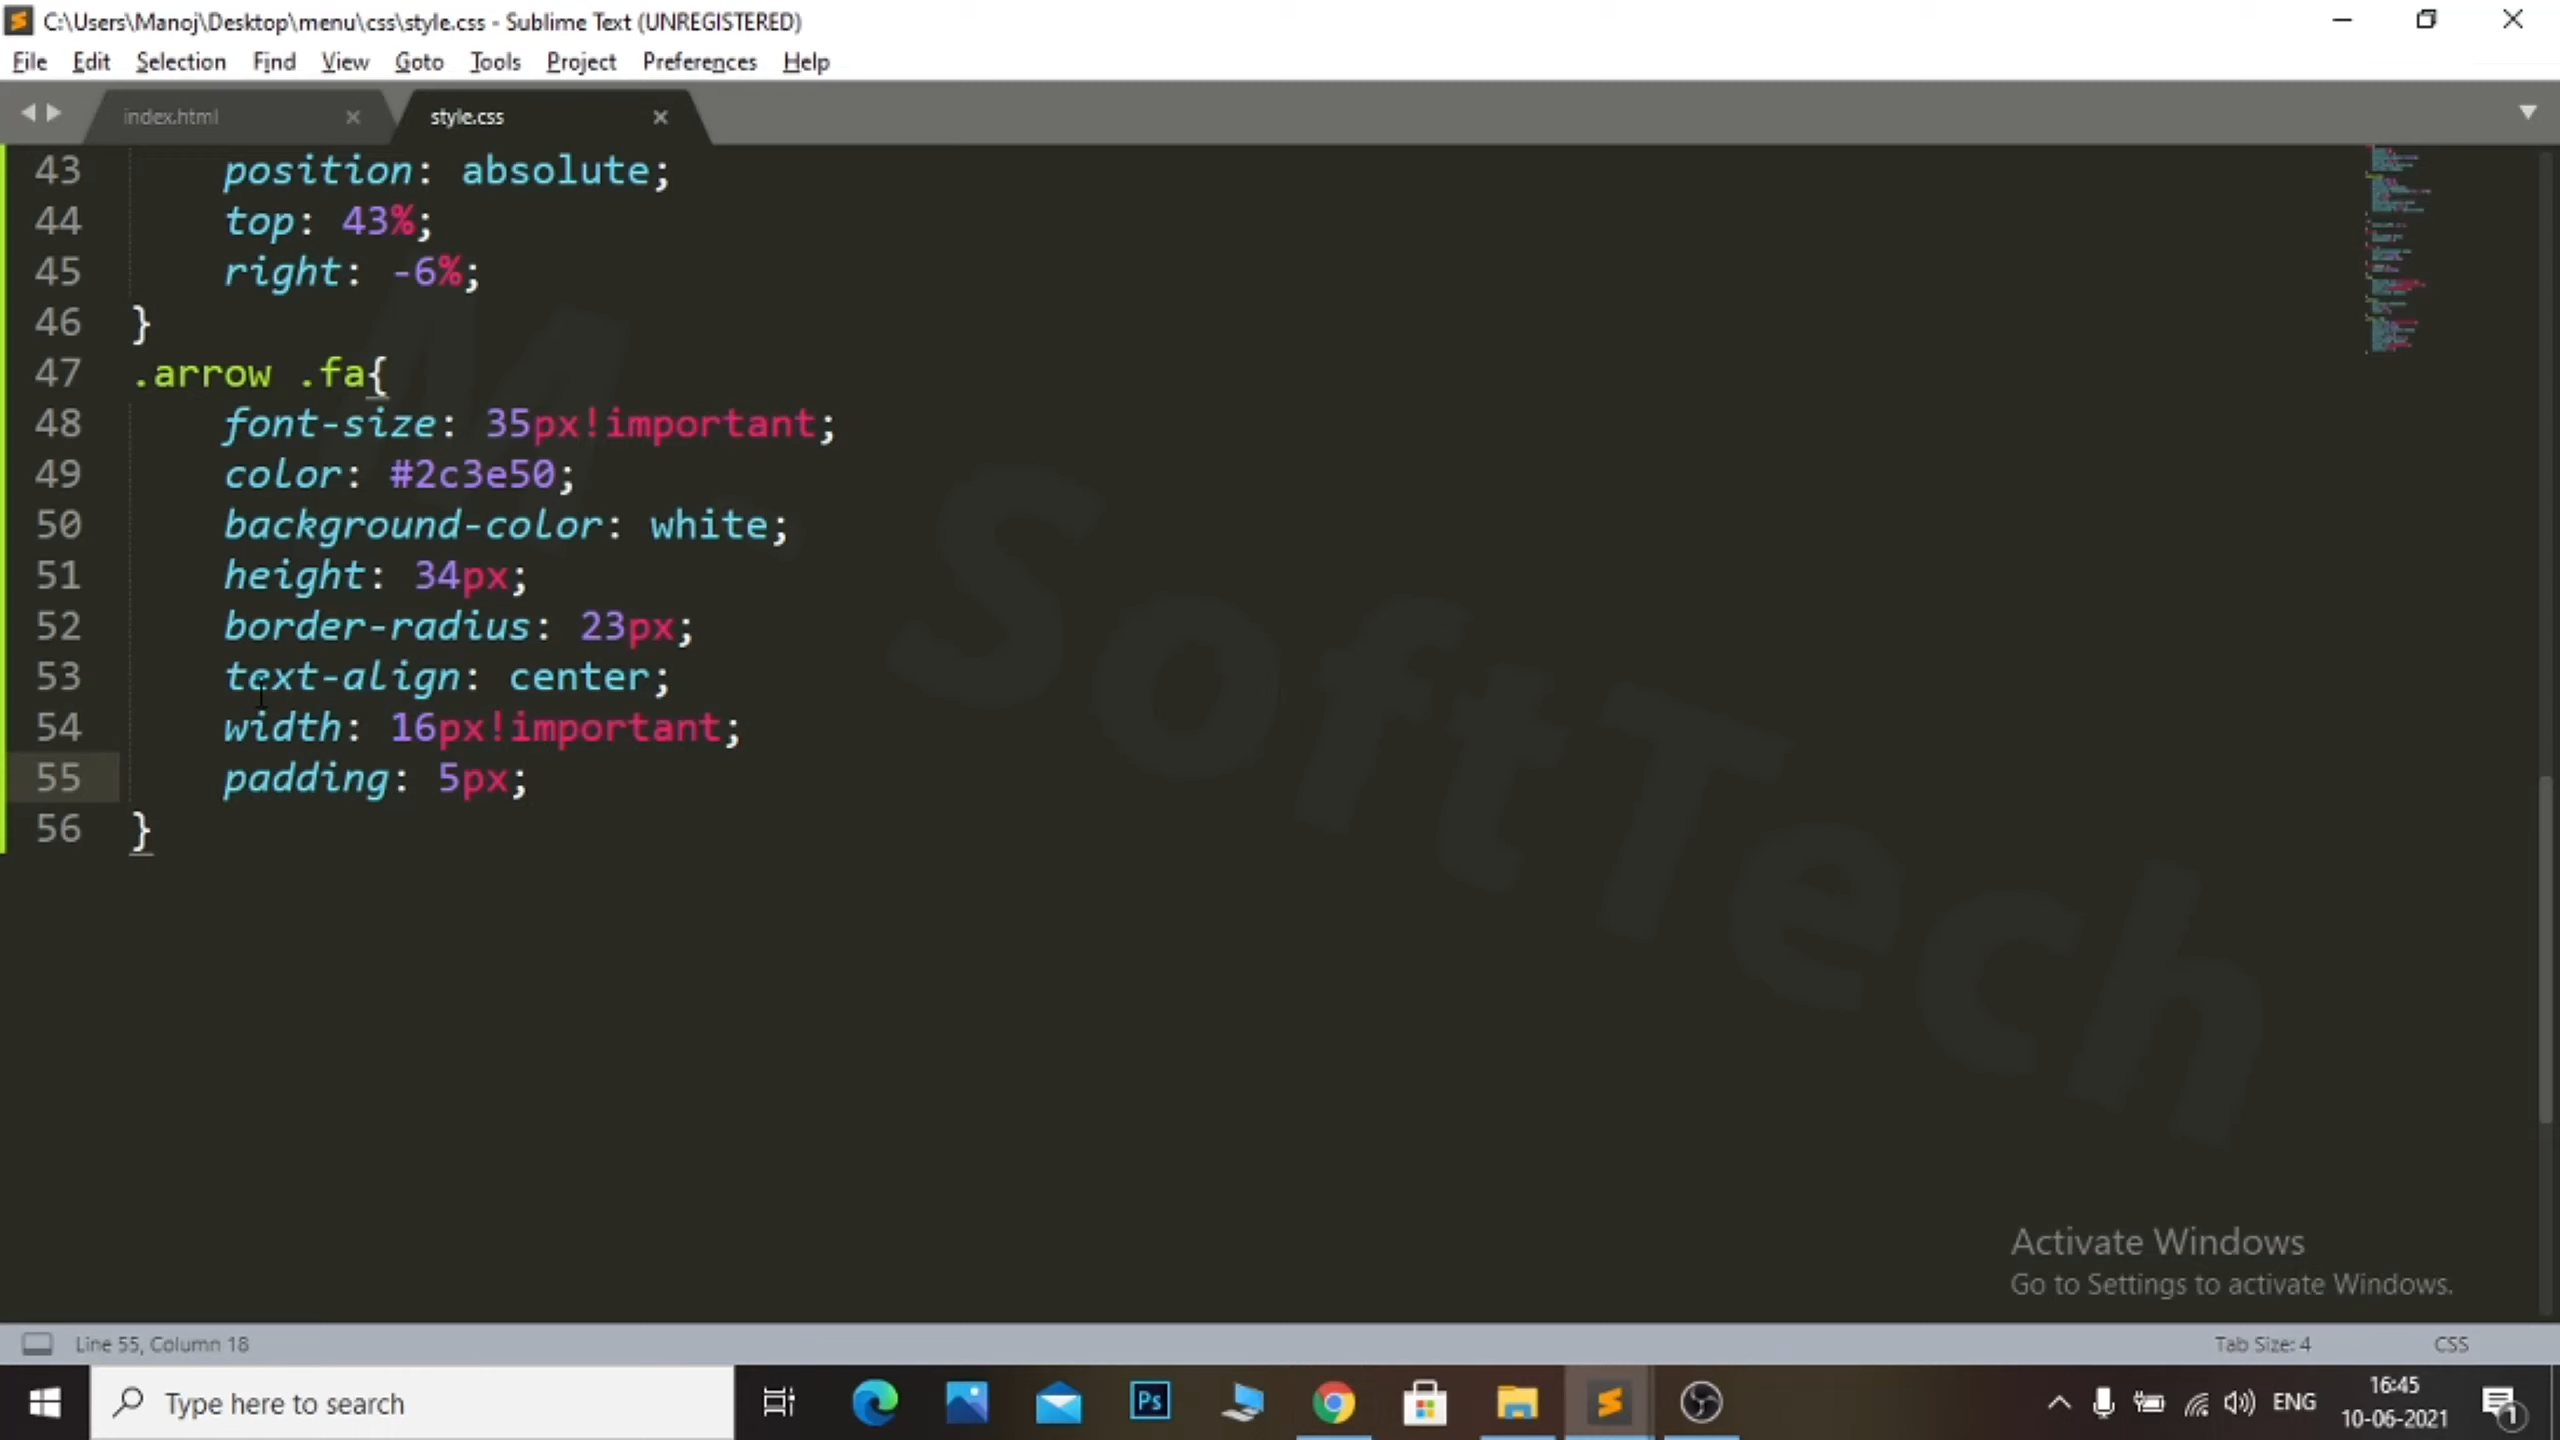 C:\Users\Manoj\Desktop\menu\css\style.css - Sublime Text (UNREGISTERED)
File Edit Selection Find View Goto Tools Project Preferences Help
index.html style.css
43 position: absolute;
44 top: 43%;
45 right: -6%;
46 }
47 .arrow .fa{
48 font-size: 35px!important;
49 color: #2c3e50;
50 background-color: white;
51 height: 34px;
52 border-radius: 23px;
53 text-align: center;
54 width: 16px!important;
55 padding: 5px;
56 }
M. SoftTech
Activate Windows
Go to Settings to activate Windows.
Line 55, Column 18 Tab Size: 4 CSS
Type here to search
Ps
ENG
16:45
10-06-2021
1